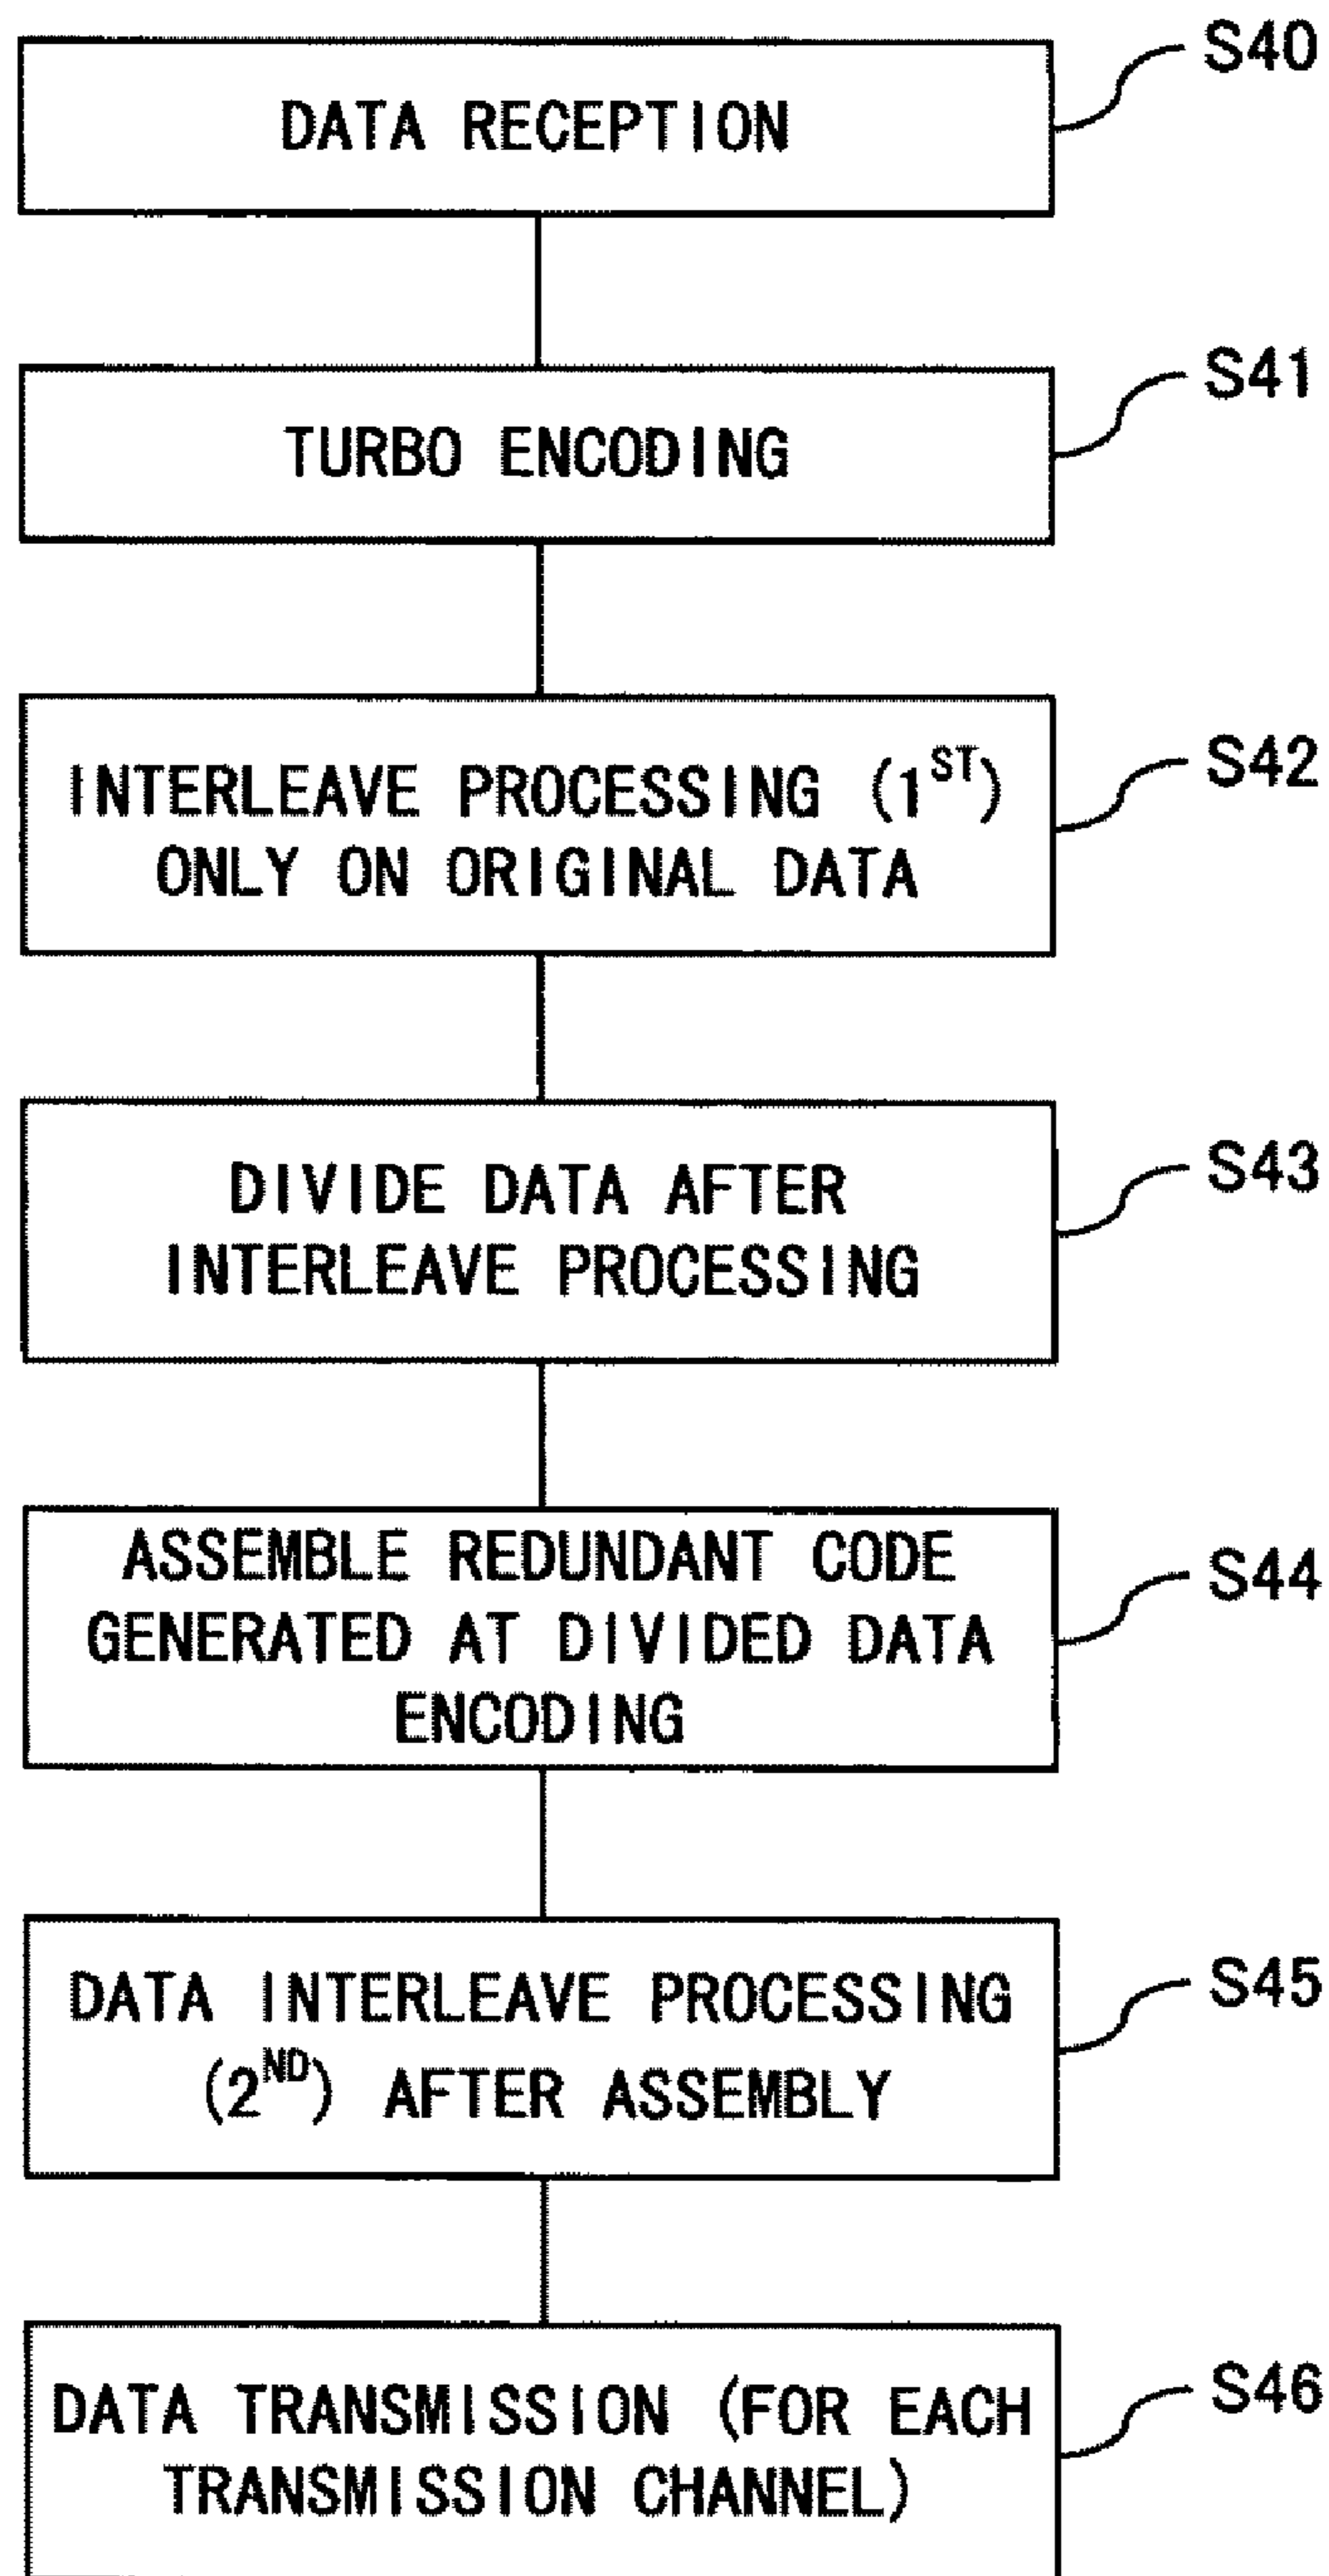 DATA RECEPTION
S40
TURBO ENCODING
S41
INTERLEAVE PROCESSING (1ST)
ONLY ON ORIGINAL DATA
S42
DIVIDE DATA AFTER
INTERLEAVE PROCESSING
S43
ASSEMBLE REDUNDANT CODE
GENERATED AT DIVIDED DATA
ENCODING
S44
DATA INTERLEAVE PROCESSING
(2ND) AFTER ASSEMBLY
S45
DATA TRANSMISSION (FOR EACH
TRANSMISSION CHANNEL)
S46